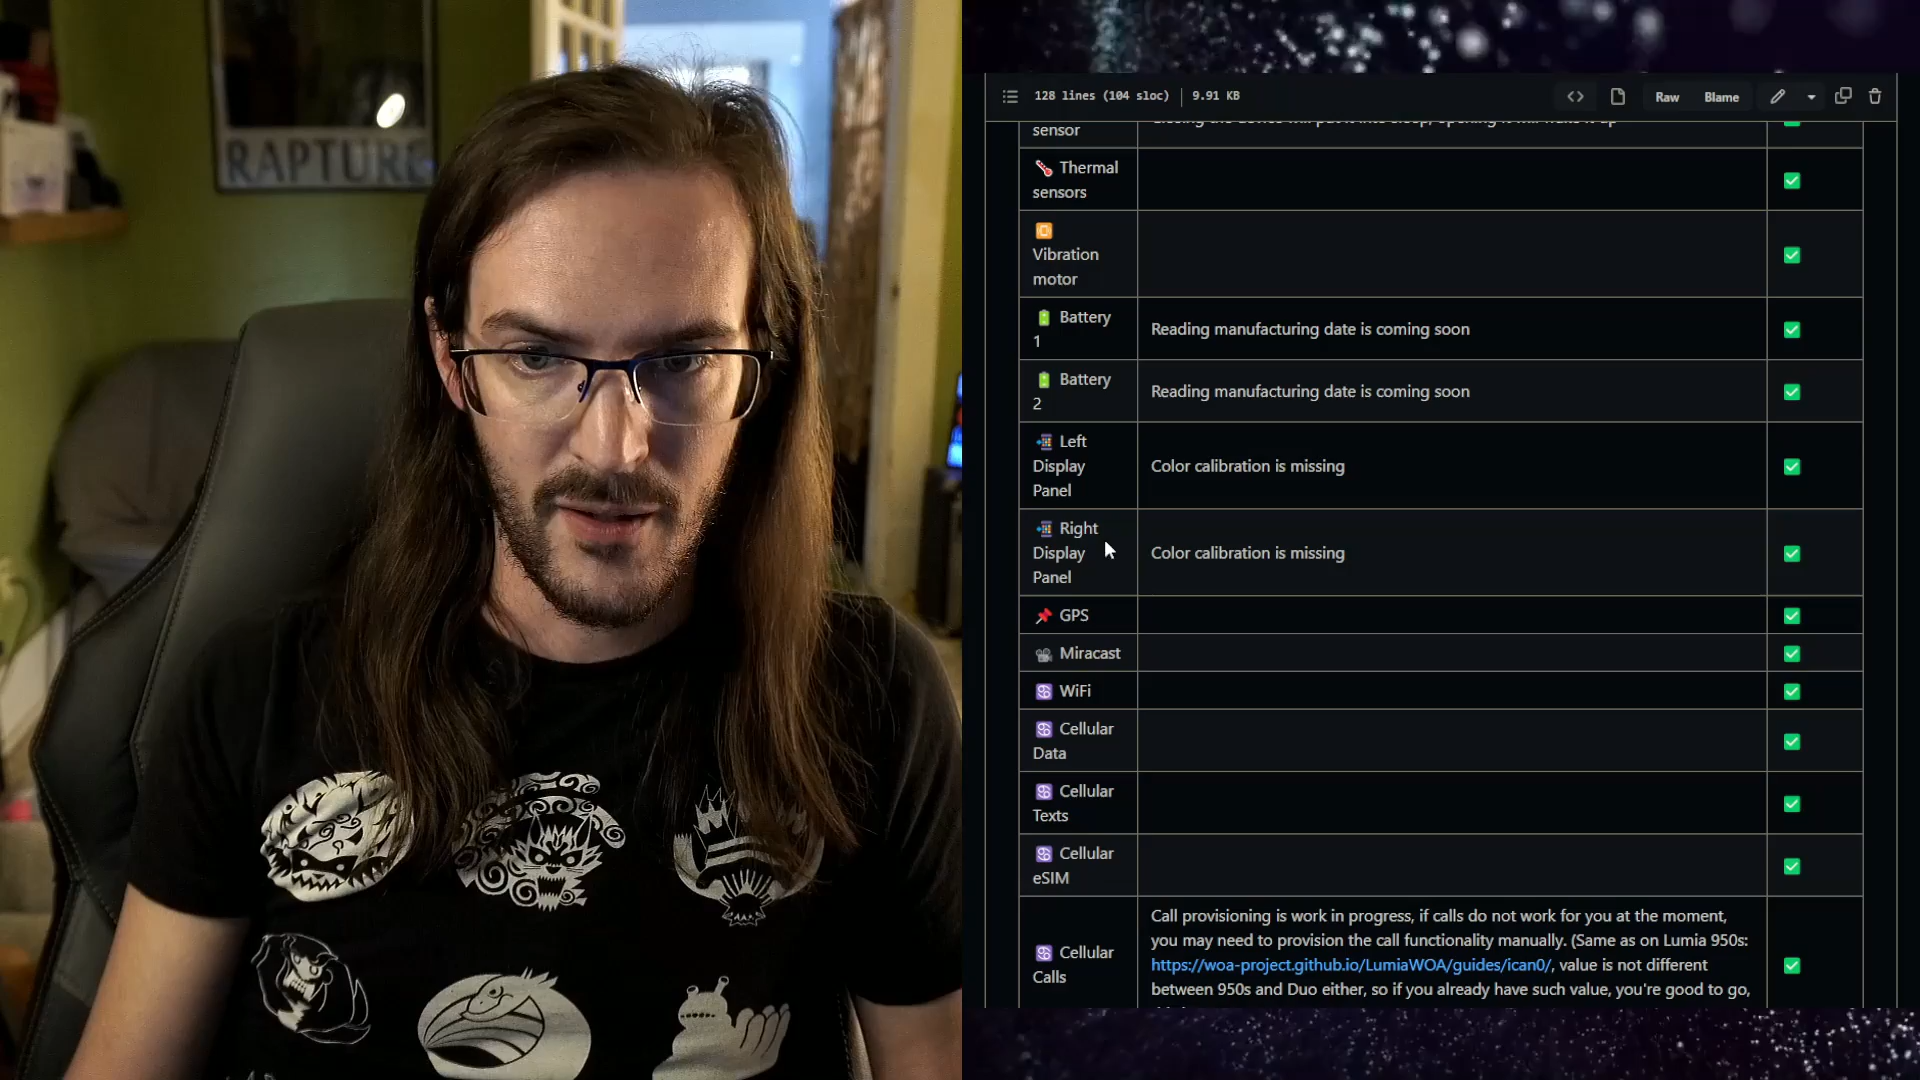 RAPTURE
128 lines (104 sloc) | 9.91 KB
Raw
Blame
sensor
Thermal
sensors
Vibration
motor
Battery
1
Reading manufacturing date is coming soon
Battery
2
Reading manufacturing date is coming soon
Left
Display
Panel
Color calibration is missing
Right
Display
Panel
Color calibration is missing
GPS
Miracast
WiFi
Cellular
Data
Cellular
Texts
Cellular
eSIM
Cellular
Calls
Call provisioning is work in progress, if calls do not work for you at the moment,
you may need to provision the call functionality manually. (Same as on Lumia 950s:
https://woa-project.github.io/LumiaWOA/guides/ican0/, value is not different
between 950s and Duo either, so if you already have such value, you're good to go,